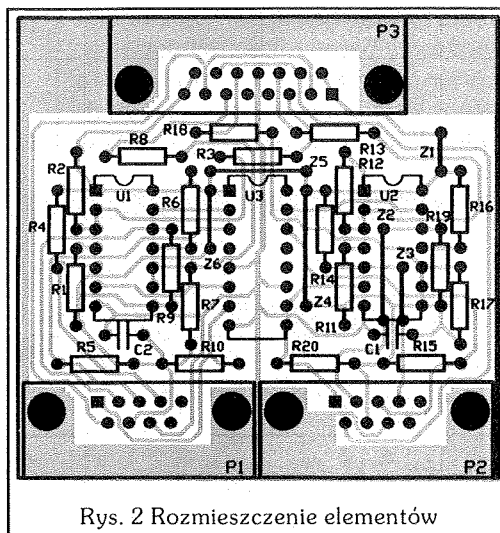 P3
R18
R8
R13
R3
R12
R2
Z5
Z1
U1
U3
U2
R6
R16
R4
Z2
R19
Z6
Z3
R14
R1
R9
R7
Z4
R17
R11
R5
C2
R10
R20
C1
R15
P1
P2
Rys. 2 Rozmieszczenie elementów